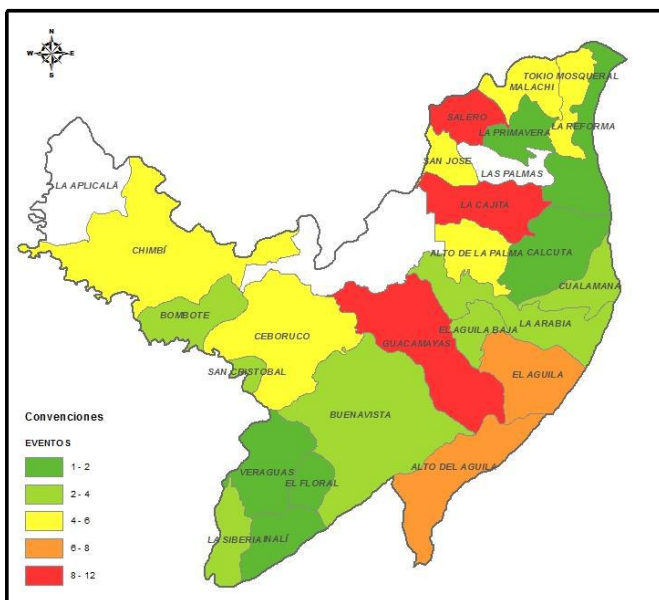 N
W E
S
TOKIO MOSQUERAL
MALACHI
SALERO
LA REFORMA
LA PRIMAVERA
SAN JOSE
LAS PALMAS
LA APLICALÁ
LA CAJITA
CHIMBÍ
ALTO DE LA PALMA
CALCUTA
CUALAMANA
BOMBOTE
LA ARABIA
EL AGUILA BAJA
CEBORUCO
GUACAMAYAS
SAN CRISTOBAL
EL AGUILA
BUENAVISTA
Convenciones
EVENTOS
1 - 2
2 - 4
4 - 6
6 - 8
8 - 12
ALTO DEL AGUILA
VERAGUAS
EL FLORAL
LA SIBERIA
INALÍ